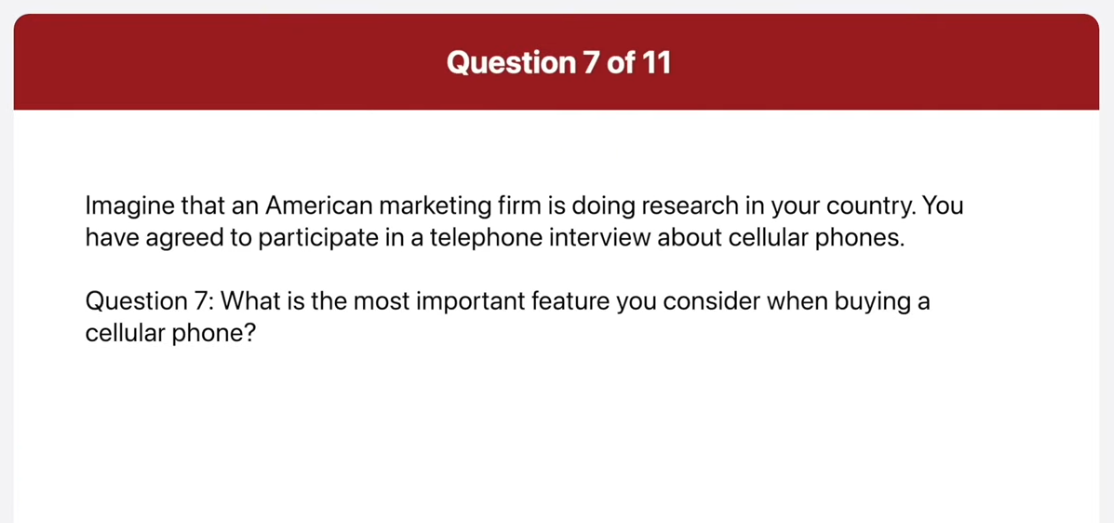 Question 7 of 11
Imagine that an American marketing firm is doing research in your country. You
have agreed to participate in a telephone interview about cellular phones.
Question 7: What is the most important feature you consider when buying a
cellular phone?